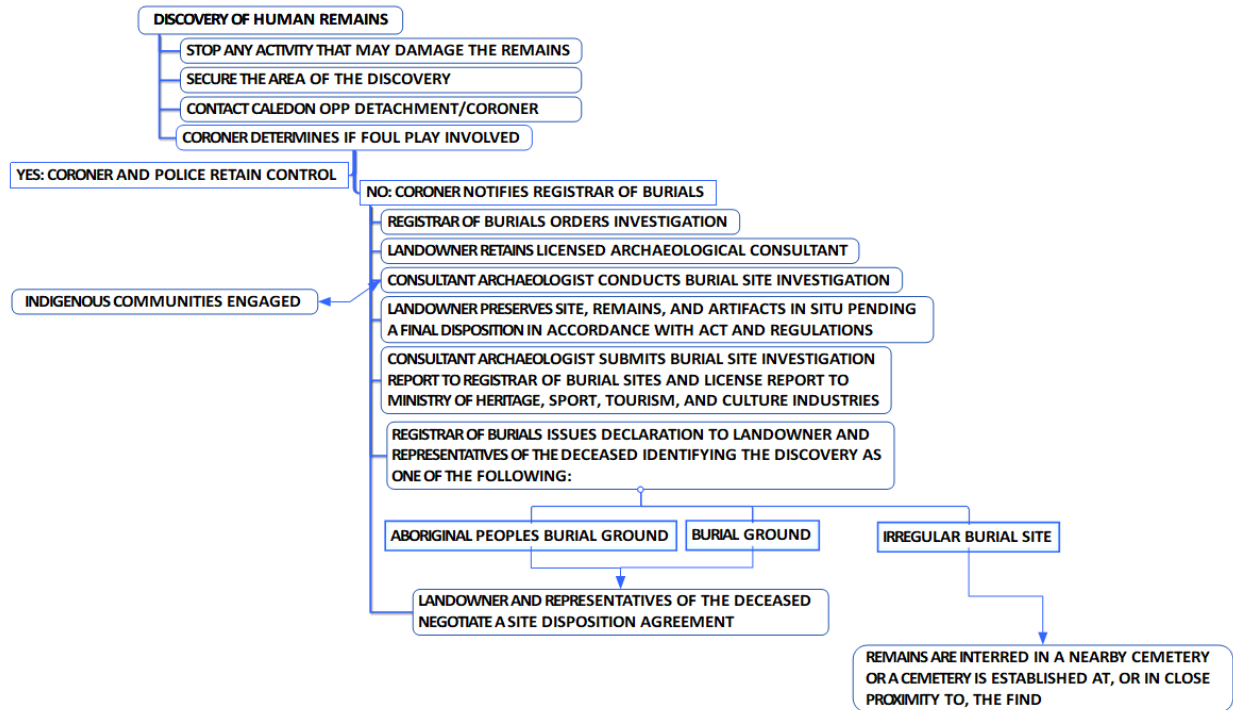 DISCOVERY OF HUMAN REMAINS
STOP ANY ACTIVITY THAT MAY DAMAGE THE REMAINS
SECURE THE AREA OF THE DISCOVERY
CONTACT CALEDON OPP DETACHMENT/CORONER
CORONER DETERMINES IF FOUL PLAY INVOLVED
YES: CORONER AND POLICE RETAIN CONTROL
NO: CORONER NOTIFIES REGISTRAR OF BURIALS
REGISTRAR OF BURIALS ORDERS INVESTIGATION
LANDOWNER RETAINS LICENSED ARCHAEOLOGICAL CONSULTANT
CONSULTANT ARCHAEOLOGIST CONDUCTS BURIAL SITE INVESTIGATION
INDIGENOUS COMMUNITIES ENGAGED
LANDOWNER PRESERVES SITE, REMAINS, AND ARTIFACTS IN SITU PENDING
A FINAL DISPOSITION IN ACCORDANCE WITH ACT AND REGULATIONS
CONSULTANT ARCHAEOLOGIST SUBMITS BURIAL SITE INVESTIGATION
REPORT TO REGISTRAR OF BURIAL SITES AND LICENSE REPORT TO
MINISTRY OF HERITAGE, SPORT, TOURISM, AND CULTURE INDUSTRIES
REGISTRAR OF BURIALS ISSUES DECLARATION TO LANDOWNER AND
REPRESENTATIVES OF THE DECEASED IDENTIFYING THE DISCOVERY AS
ONE OF THE FOLLOWING:
ABORIGINAL PEOPLES BURIAL GROUND
BURIAL GROUND
IRREGULAR BURIAL SITE
LANDOWNER AND REPRESENTATIVES OF THE DECEASED
NEGOTIATE A SITE DISPOSITION AGREEMENT
REMAINS ARE INTERRED IN A NEARBY CEMETERY
OR A CEMETERY IS ESTABLISHED AT, OR IN CLOSE
PROXIMITY TO, THE FIND